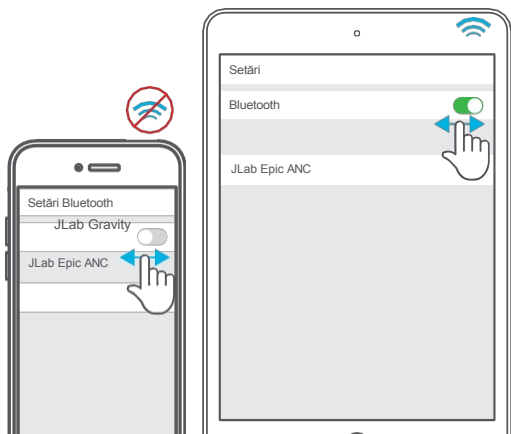 Setări
Bluetooth
JLab Epic ANC
Setări Bluetooth
JLab Gravity
JLab Epic ANC